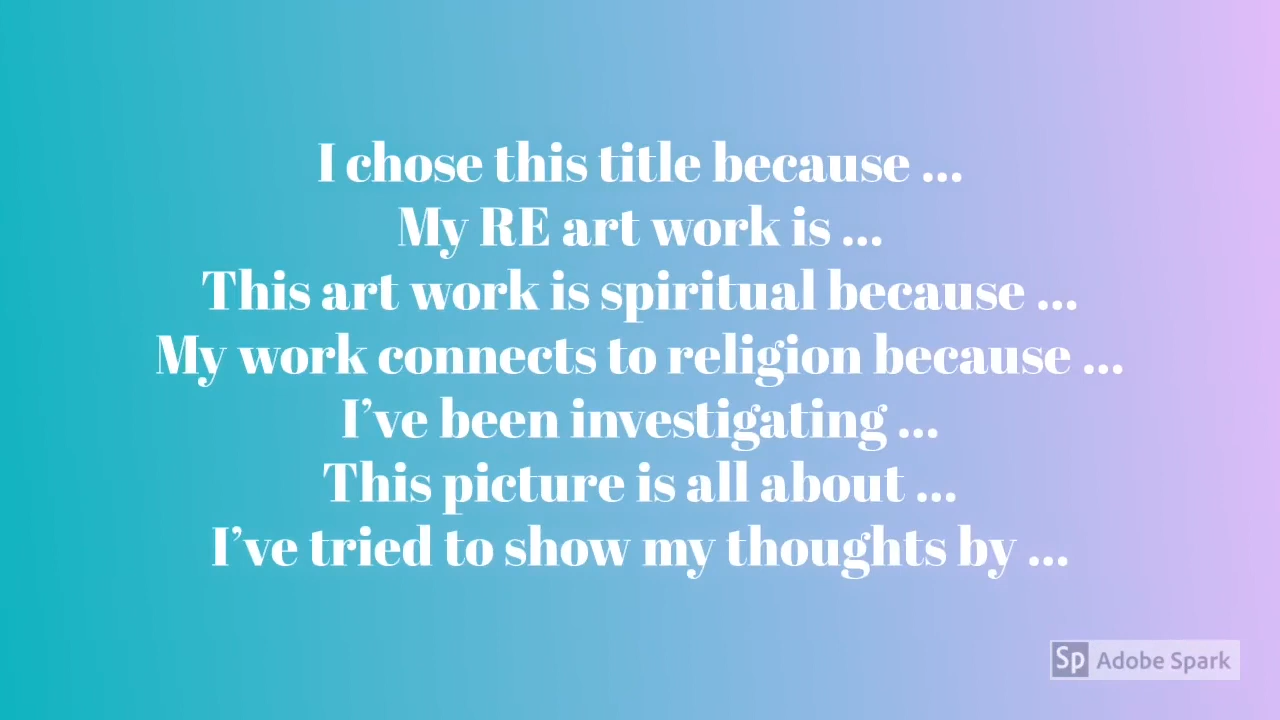 I chose this title because ...
My RE art work is ...
This art work is spiritual because ...
My work connects to religion because ...
I’ve been investigating ...
This picture is all about ...
I’ve tried to show my thoughts by ...
Sp Adobe Spark